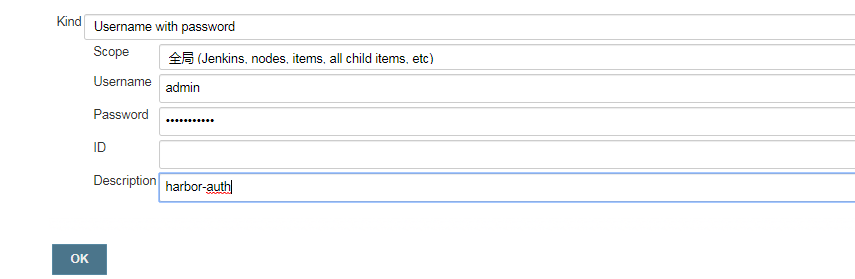 Kind Username with password
Scope 全局 (Jenkins, nodes, items, all child items, etc)
Username admin
Password •••••••••••
ID
Description harbor-auth
OK